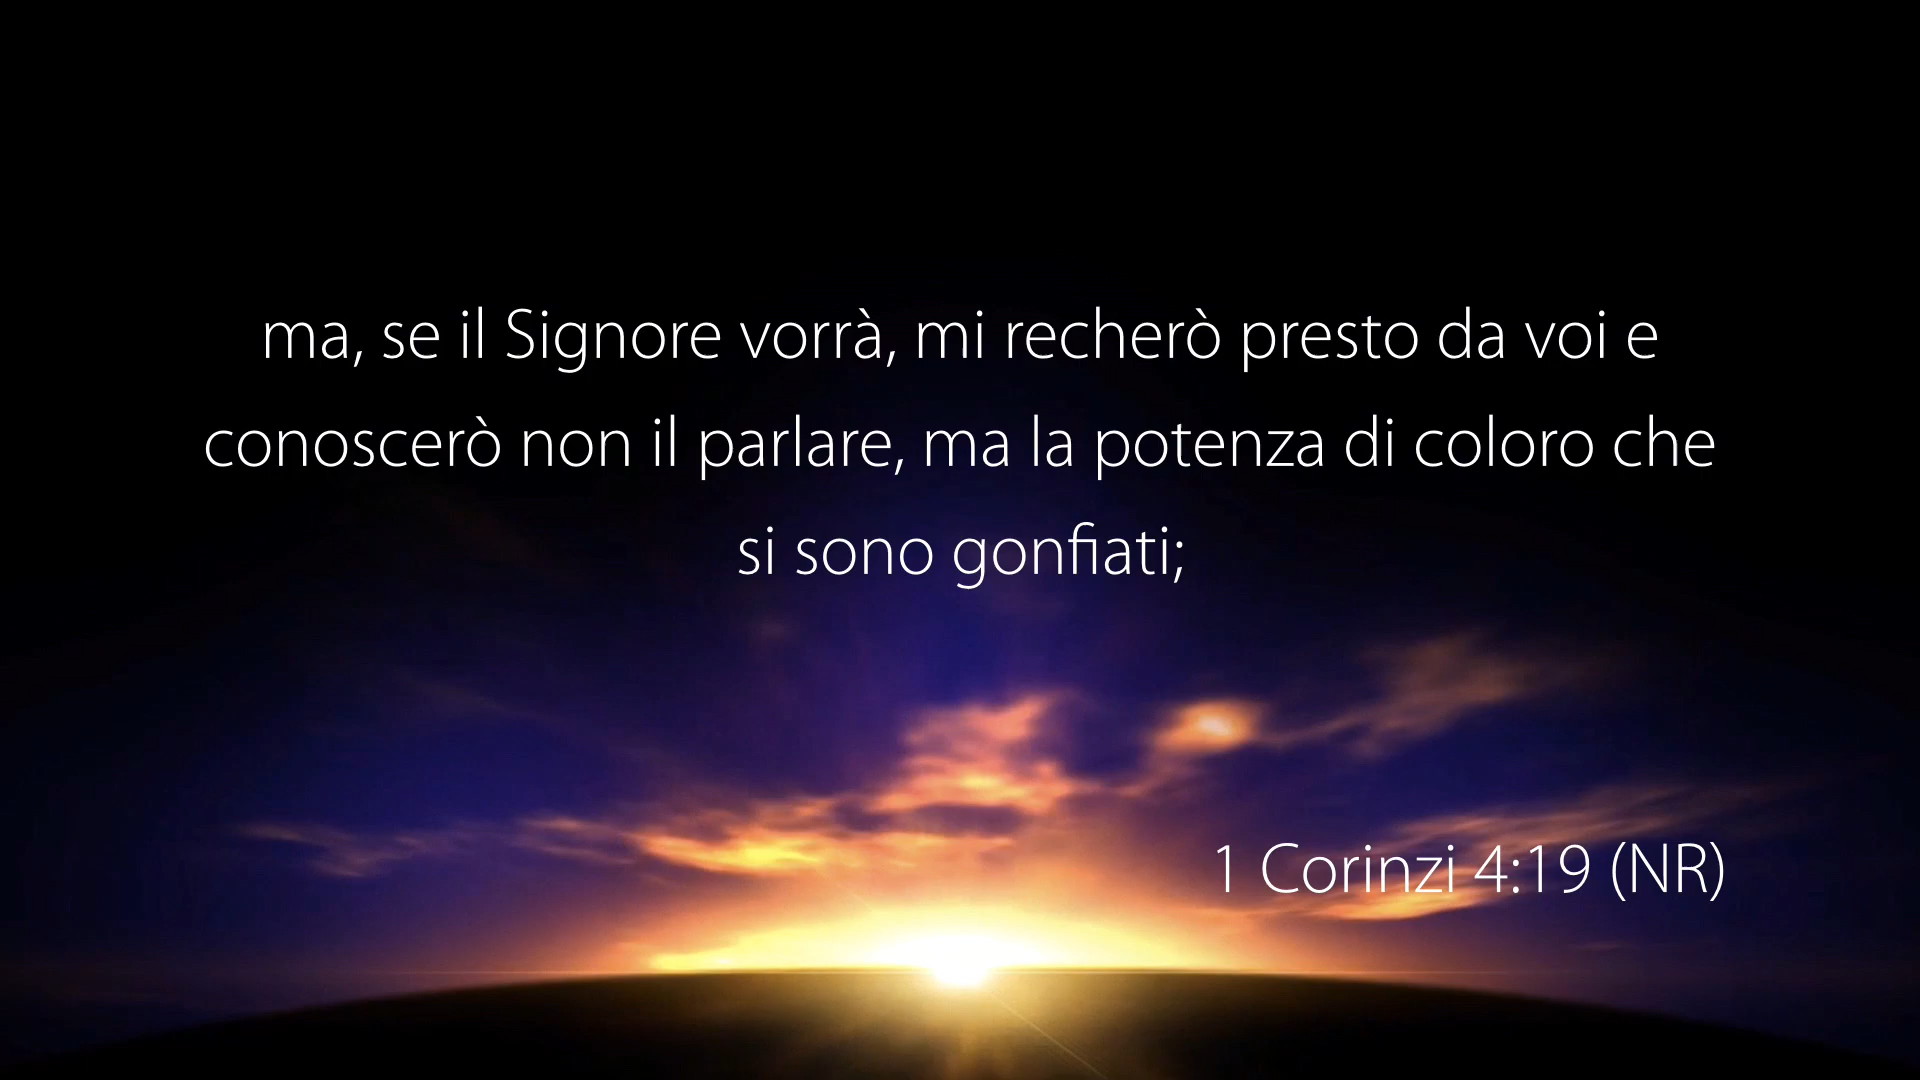 ma, se il Signore vorrà, mi recherò presto da voi e
conoscerò non il parlare, ma la potenza di coloro che
si sono gonfiati;
1 Corinzi 4:19 (NR)